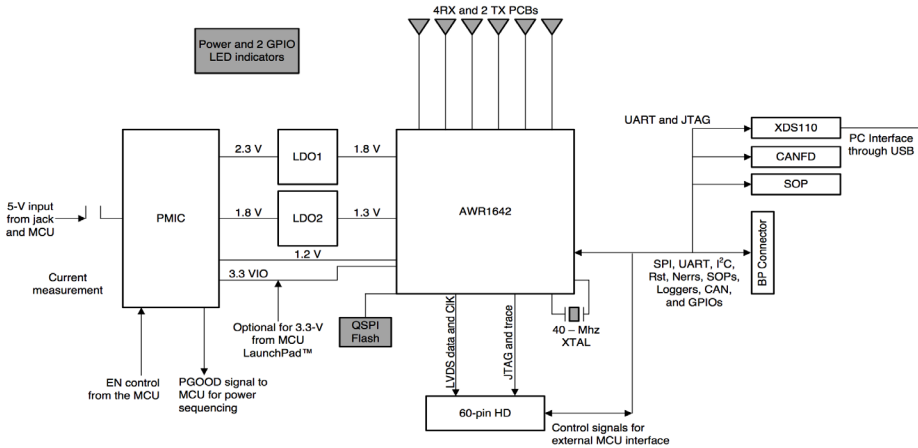 4RX and 2 TX PCBs
Power and 2 GPIO
LED indicators
UART and JTAG
XDS110
PC Interface
through USB
CANFD
SOP
2.3 V
LDO1
1.8 V
5-V input
from jack
and MCU
PMIC
1.8 V
LDO2
1.3 V
AWR1642
1.2 V
3.3 VIO
Current
measurement
SPI, UART, I²C,
Rst, Nerrs, SOPs,
Loggers, CAN,
and GPIOs
BP Connector
Optional for 3.3-V
from MCU
LaunchPad™
QSPI
Flash
LVDS data and ClK
JTAG and trace
40 – Mhz
XTAL
EN control
from the MCU
PGOOD signal to
MCU for power
sequencing
60-pin HD
Control signals for
external MCU interface